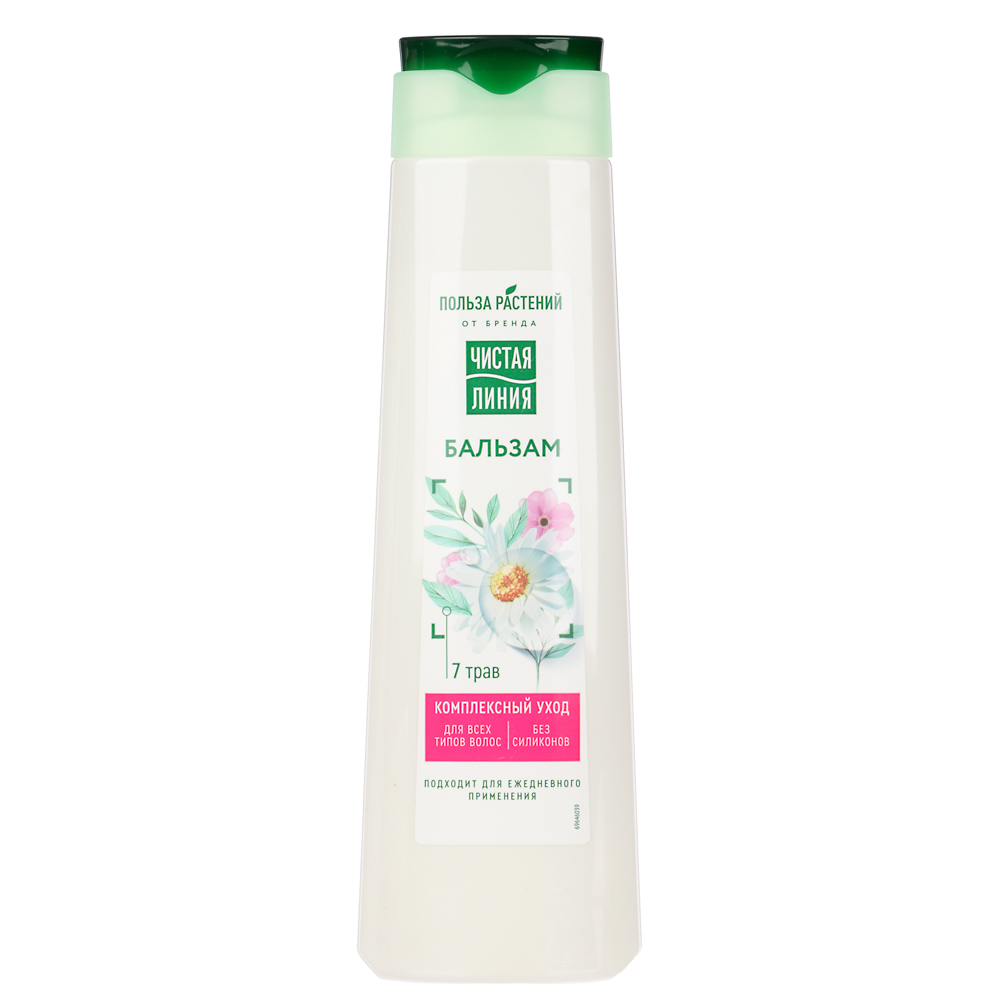 ПОЛЬЗА РАСТЕНИЙ
ОТ БРЕНДА
ЧИСТАЯ
ЛИНИЯ
БАЛЬЗАМ
7 трав
КОМПЛЕКСНЫЙ УХОД
ДЛЯ ВСЕХ
ТИПОВ ВОЛОС
БЕЗ
СИЛИКОНОВ
ПОДХОДИТ ДЛЯ ЕЖЕДНЕВНОГО
ПРИМЕНЕНИЯ
69646039